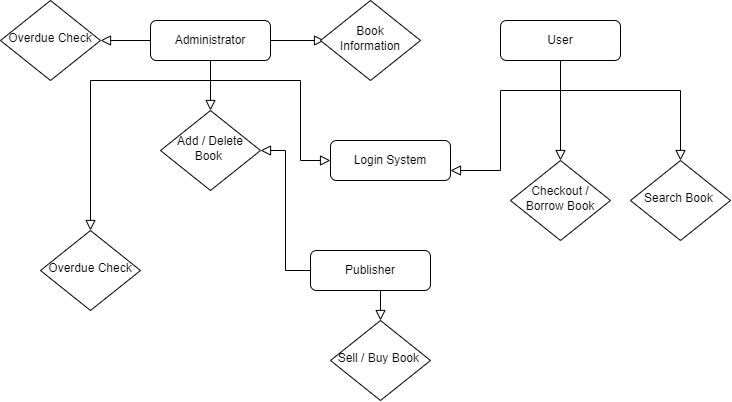 Overdue Check
Administrator
Book
Information
User
Add / Delete
Book
Login System
Checkout /
Borrow Book
Search Book
Overdue Check
Publisher
Sell / Buy Book